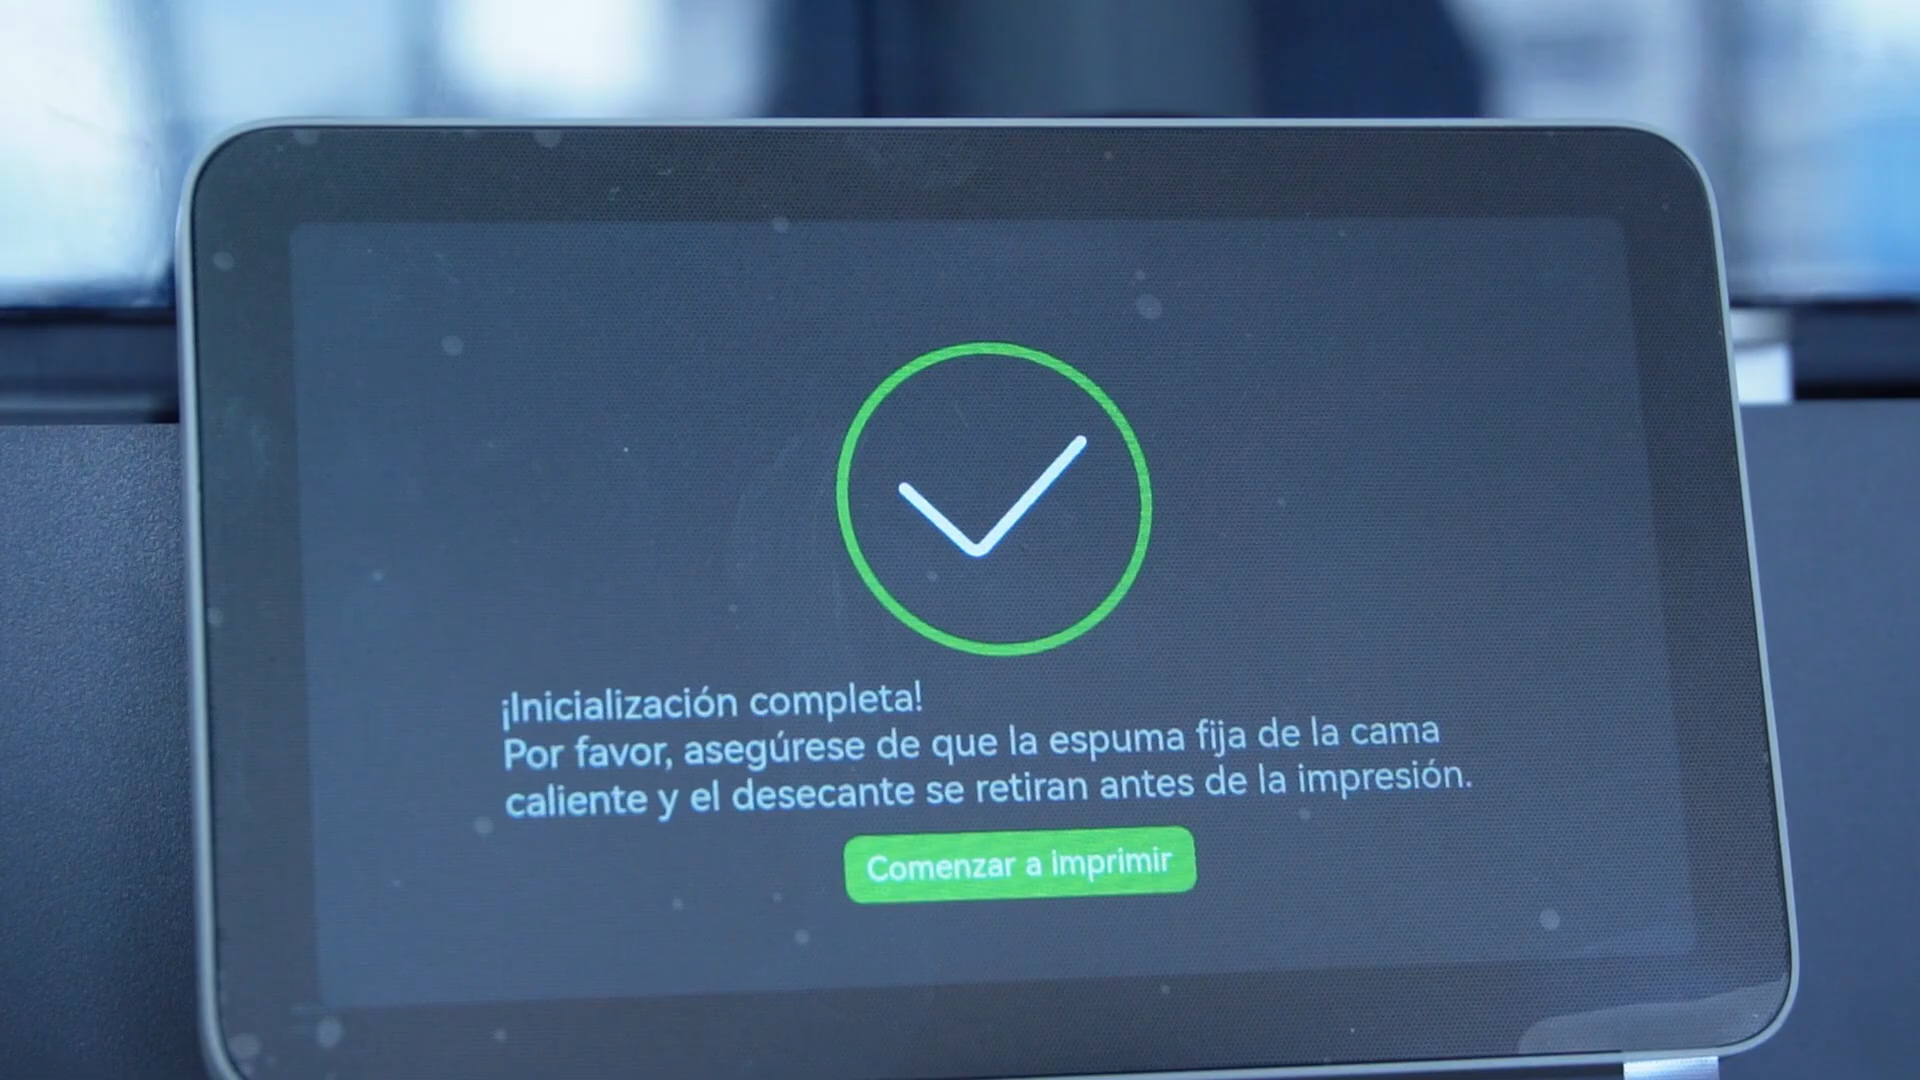 ¡Inicialización completa!
Por favor, asegúrese de que la espuma fija de la cama
caliente y el desecante se retiran antes de la impresión.
Comenzar a imprimir